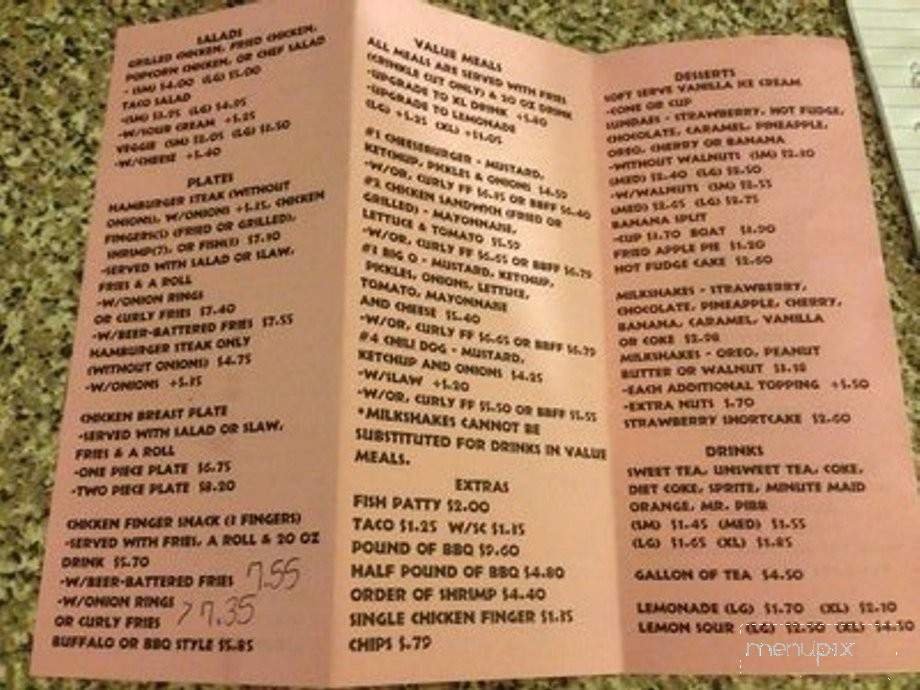 SALADS
GRILLED CHICKEN, FRIED CHICKEN,
POPCORN CHICKEN, OR CHEF SALAD
- (SM) $4.00 (LG) $5.00
TACO SALAD
-(SM) $3.75 (LG) $4.05
-W/SOUR CREAM +$.25
VEGGIE (SM) $2.05 (LG) $2.50
-W/CHEESE +$.40
PLATES
HAMBURGER STEAK (WITHOUT
ONIONS), W/ONIONS +$.35, CHICKEN
FINGERS(3) (FRIED OR GRILLED),
SHRIMP(7), OR FISH(3) $7.10
-SERVED WITH SALAD OR SLAW,
FRIES & A ROLL
-W/ONION RINGS
OR CURLY FRIES $7.40
-W/BEER-BATTERED FRIES $7.55
HAMBURGER STEAK ONLY
(WITHOUT ONIONS) $4.75
-W/ONIONS +$.35
CHICKEN BREAST PLATE
-SERVED WITH SALAD OR SLAW,
FRIES & A ROLL
-ONE PIECE PLATE $6.75
-TWO PIECE PLATE $8.20
CHICKEN FINGER SNACK (3 FINGERS)
-SERVED WITH FRIES, A ROLL & 20 OZ
DRINK $5.70
-W/BEER-BATTERED FRIES 7.55
-W/ONION RINGS
OR CURLY FRIES > 7.35
BUFFALO OR BBQ STYLE $5.85
VALUE MEALS
ALL MEALS ARE SERVED WITH FRIES
(CRINKLE CUT ONLY) & 20 OZ DRINK
-UPGRADE TO XL DRINK +$.40
-UPGRADE TO LEMONADE
(LG) +$.25 (XL) +$1.05
#1 CHEESEBURGER - MUSTARD,
KETCHUP, PICKLES & ONIONS $4.50
-W/OR, CURLY FF $6.35 OR BBFF $6.40
#2 CHICKEN SANDWICH (FRIED OR
GRILLED) - MAYONNAISE,
LETTUCE & TOMATO $5.50
-W/OR, CURLY FF $6.65 OR BBFF $6.79
#3 BIG O - MUSTARD, KETCHUP,
PICKLES, ONIONS, LETTUCE,
TOMATO, MAYONNAISE
AND CHEESE $5.40
-W/OR, CURLY FF $6.65 OR BBFF $6.79
#4 CHILI DOG - MUSTARD,
KETCHUP AND ONIONS $4.25
-W/SLAW +$.20
-W/OR, CURLY FF $5.50 OR BBFF $5.55
*MILKSHAKES CANNOT BE
SUBSTITUTED FOR DRINKS IN VALUE
MEALS.
EXTRAS
FISH PATTY $2.00
TACO $1.25 W/SC $1.35
POUND OF BBQ $9.60
HALF POUND OF BBQ $4.80
ORDER OF SHRIMP $4.40
SINGLE CHICKEN FINGER $1.35
CHIPS $.79
DESSERTS
SOFT SERVE VANILLA ICE CREAM
-CONE OR CUP
SUNDAES - STRAWBERRY, HOT FUDGE,
CHOCOLATE, CARAMEL, PINEAPPLE,
OREO, CHERRY OR BANANA
-WITHOUT WALNUTS (SM) $2.20
(MED) $2.40 (LG) $2.50
-W/WALNUTS (SM) $2.55
(MED) $2.65 (LG) $2.75
BANANA SPLIT
-CUP $3.70 BOAT $3.90
FRIED APPLE PIE $1.20
HOT FUDGE CAKE $2.60
MILKSHAKES - STRAWBERRY,
CHOCOLATE, PINEAPPLE, CHERRY,
BANANA, CARAMEL, VANILLA
OR COKE $2.98
MILKSHAKES - OREO, PEANUT
BUTTER OR WALNUT $3.18
-EACH ADDITIONAL TOPPING +$.50
-EXTRA NUTS $.70
STRAWBERRY SHORTCAKE $2.60
DRINKS
SWEET TEA, UNSWEET TEA, COKE,
DIET COKE, SPRITE, MINUTE MAID
ORANGE, MR. PIBB
(SM) $1.45 (MED) $1.55
(LG) $1.65 (XL) $1.85
GALLON OF TEA $4.50
LEMONADE (LG) $1.70 (XL) $2.10
LEMON SOUR (LG) (XL)
menupix